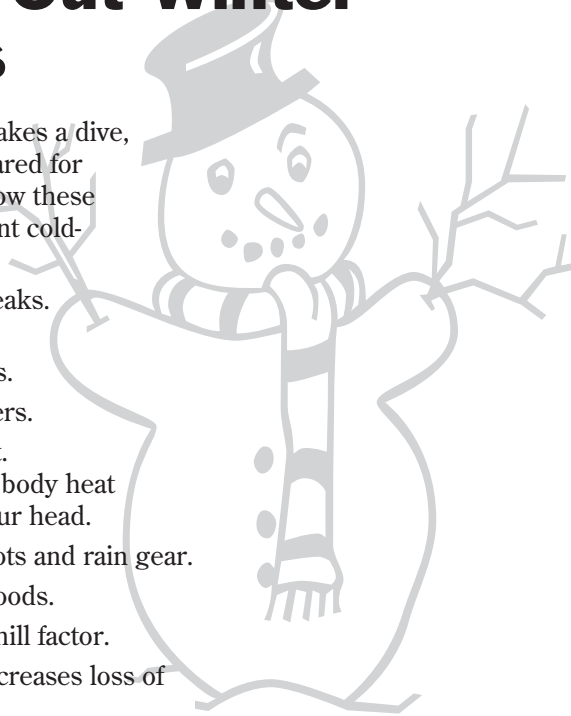 Out Winter
s
akes a dive,
ared for
ow these
nt cold-
eaks.
s.
ers.
t.
body heat
ur head.
ots and rain gear.
oods.
hill factor.
creases loss of